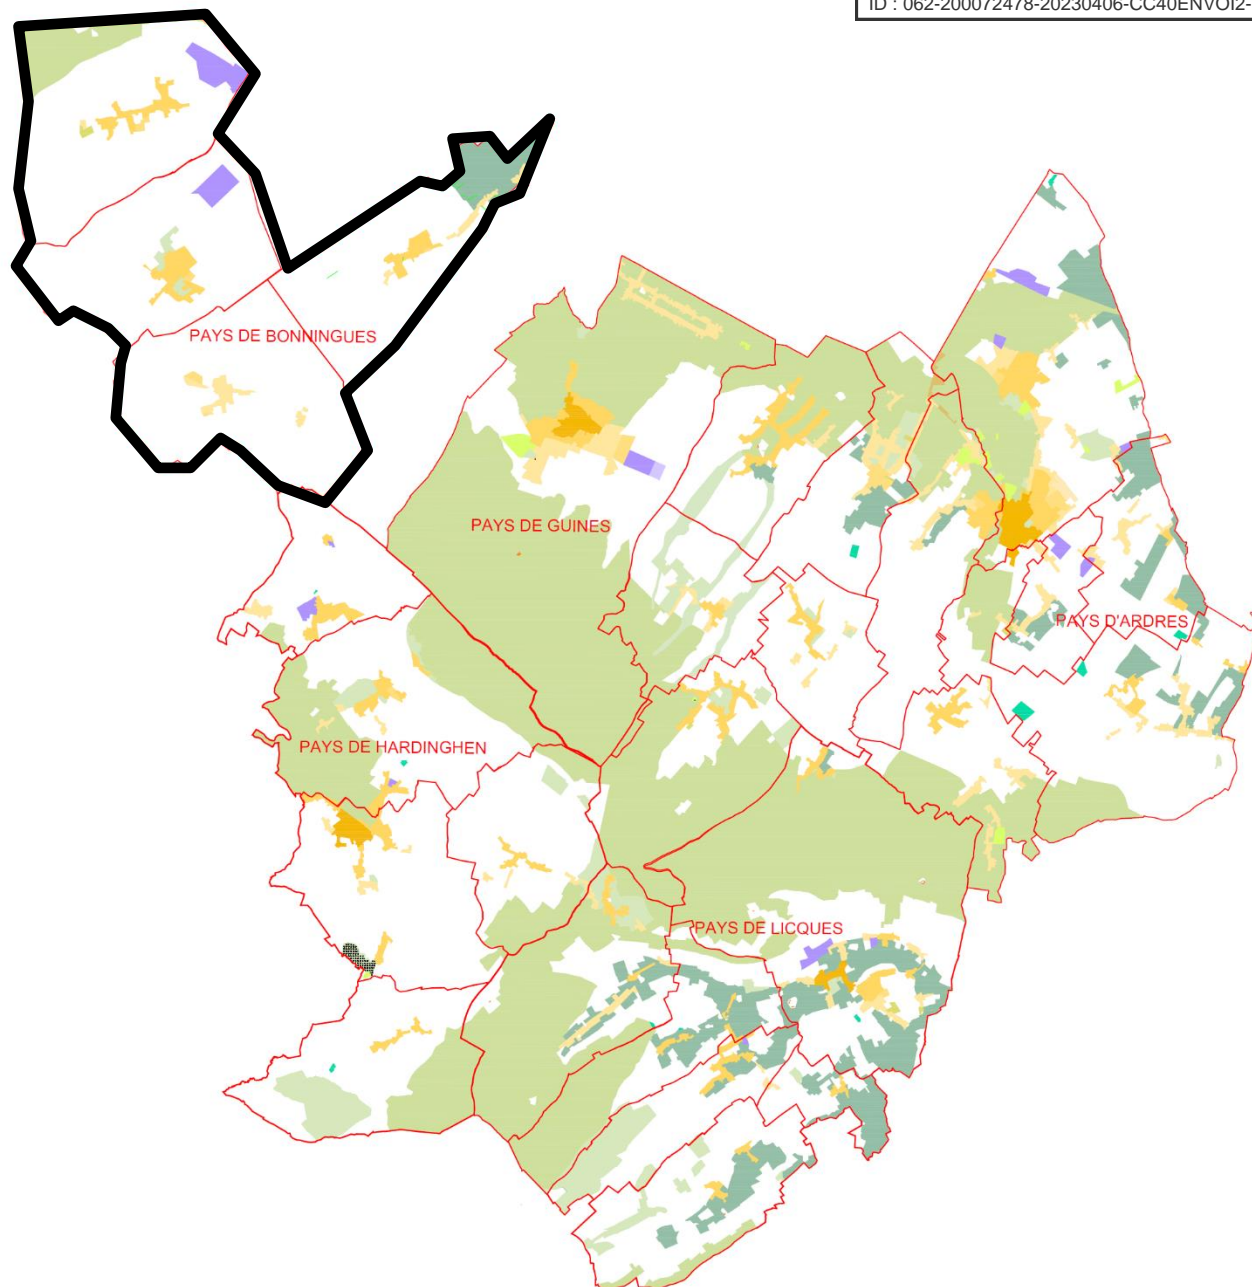 ID : 062-200072478-20230406-CC40ENVOI2-
PAYS DE BONNINGUES
PAYS DE GUINES
PAYS D'ARDRES
PAYS DE HARDINGHEN
PAYS DE LICQUES